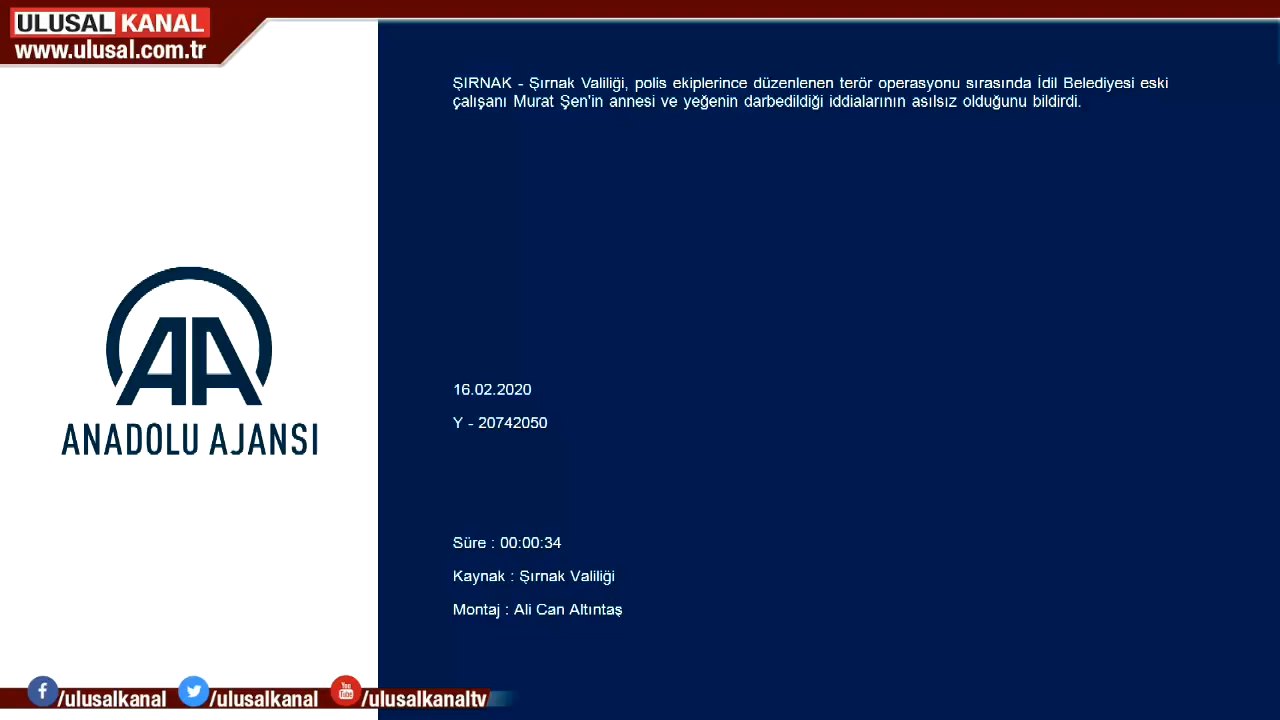 ULUSAL KANAL
www.ulusal.com.tr
ŞIRNAK - Şırnak Valiliği, polis ekiplerince düzenlenen terör operasyonu sırasında İdil Belediyesi eski
çalışanı Murat Şen'in annesi ve yeğenin darbedildiği iddialarının asılsız olduğunu bildirdi.
AA
ANADOLU AJANSI
16.02.2020
Y - 20742050
Süre : 00:00:34
Kaynak : Şırnak Valiliği
Montaj : Ali Can Altıntaş
f /ulusalkanal /ulusalkanal You Tube /ulusalkanaltv